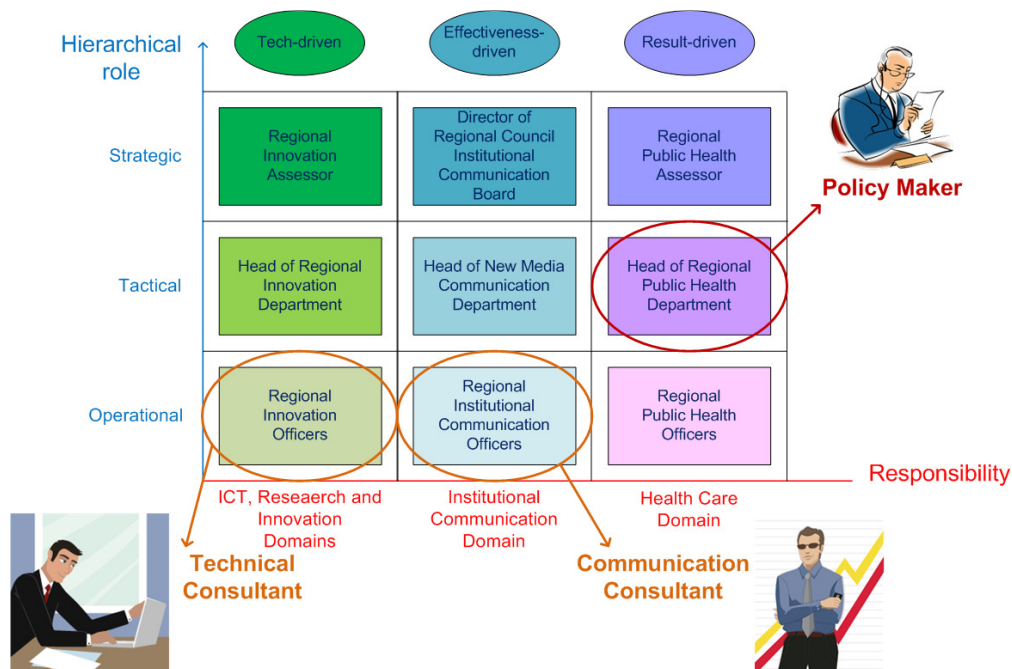 Hierarchical
role
Tech-driven
Effectiveness-
driven
Result-driven
Strategic
Regional
Innovation
Assessor
Director of
Regional Council
Institutional
Communication
Board
Regional
Public Health
Assessor
Policy Maker
Tactical
Head of Regional
Innovation
Department
Head of New Media
Communication
Department
Head of Regional
Public Health
Department
Operational
Regional
Innovation
Officers
Regional
Institutional
Communication
Officers
Regional
Public Health
Officers
Responsibility
ICT, Reseaerch and
Innovation
Domains
Institutional
Communication
Domain
Health Care
Domain
Technical
Consultant
Communication
Consultant